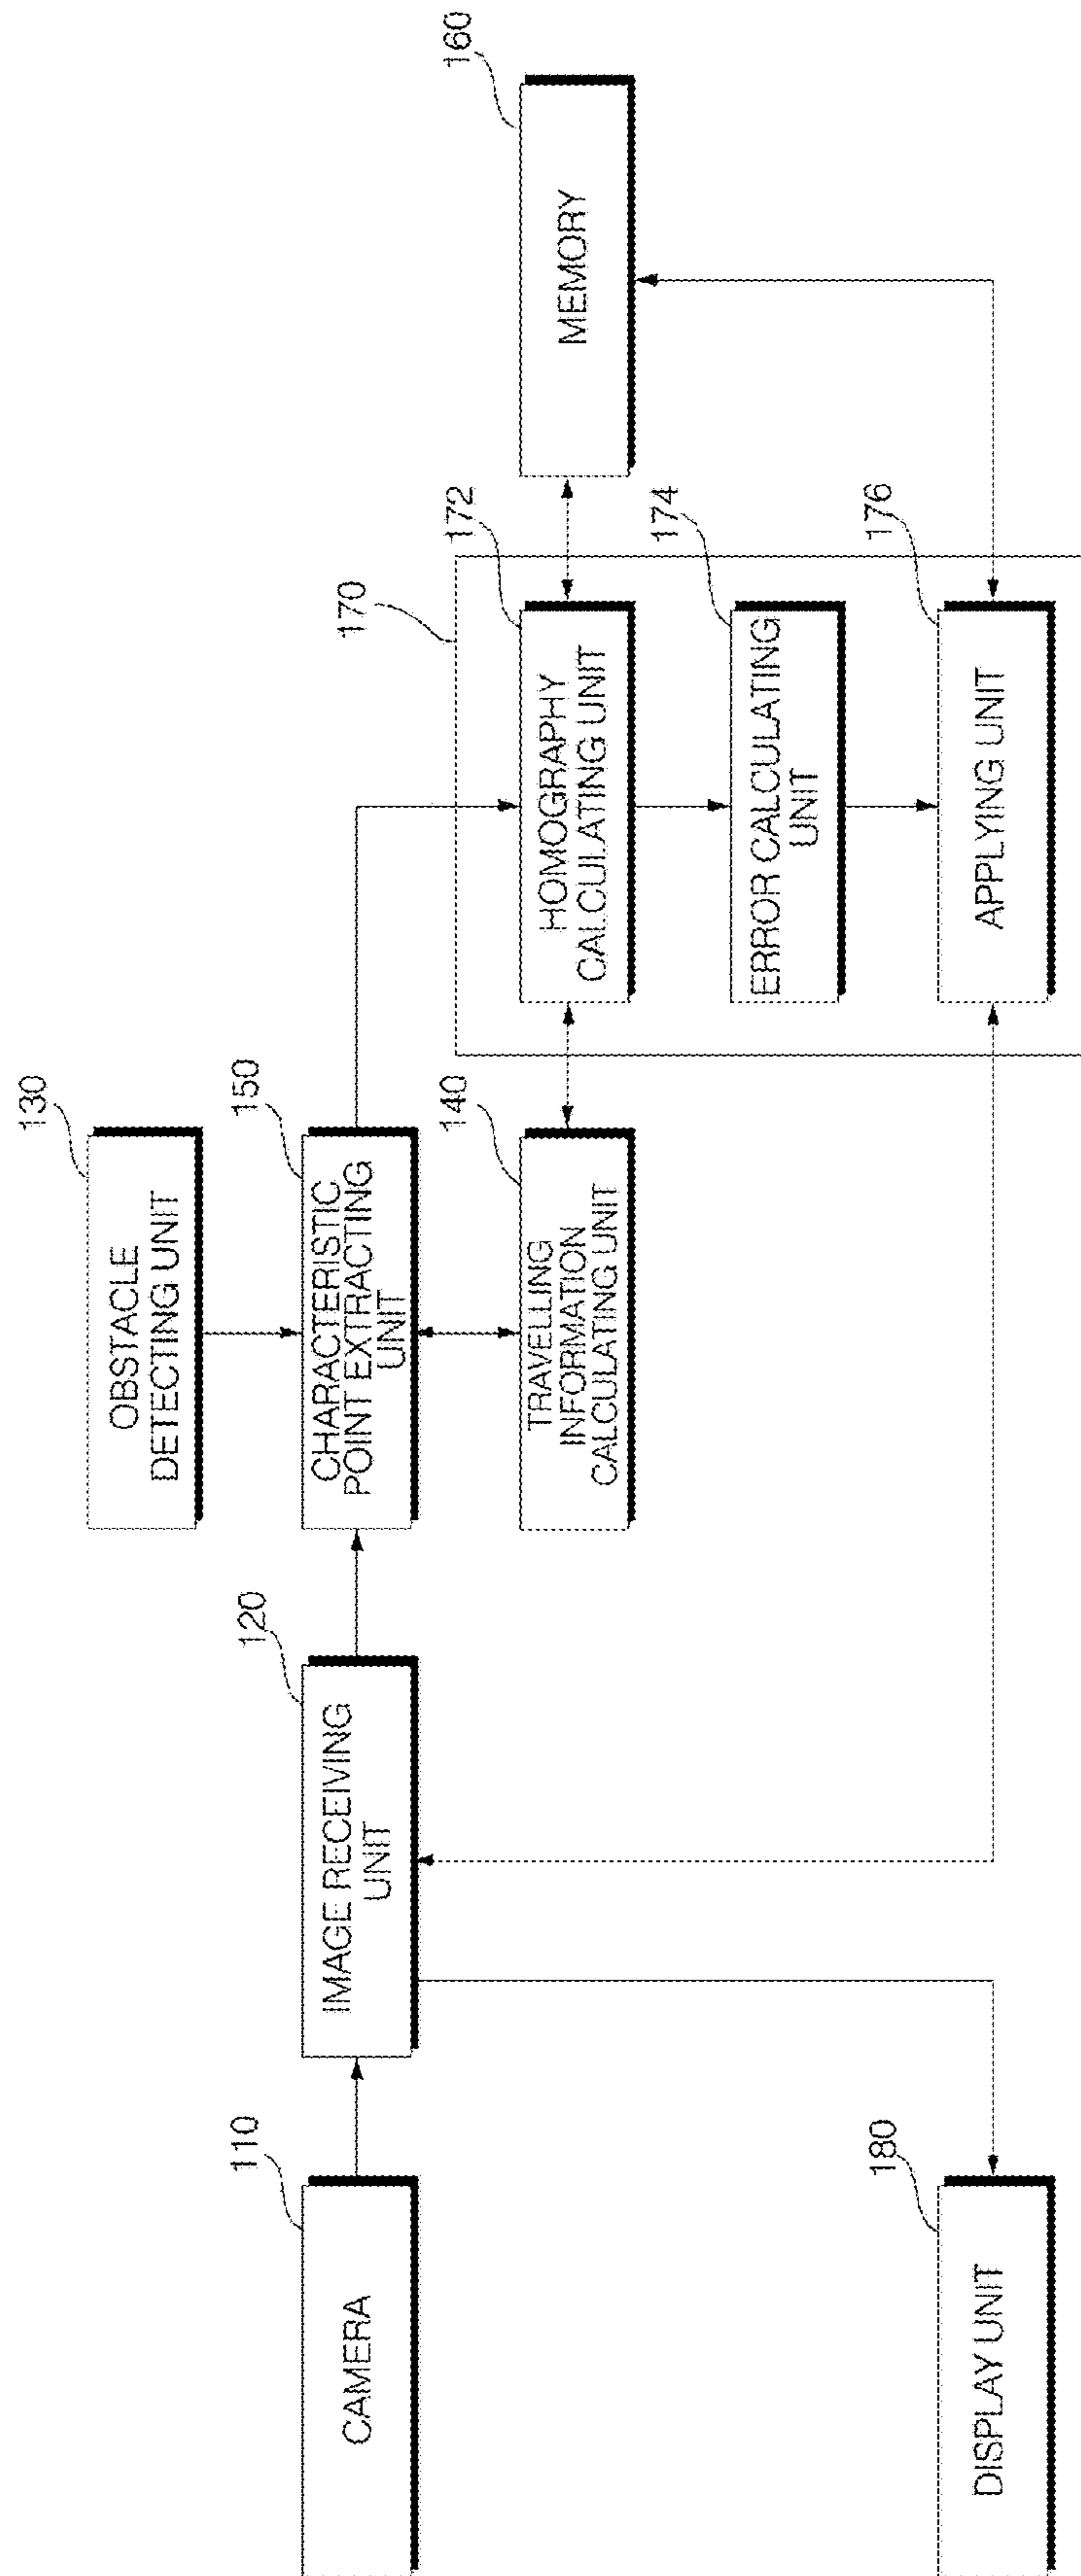 130
OBSTACLE
DETECTING UNIT
110
CAMERA
120
IMAGE RECEIVING
UNIT
150
CHARACTERISTIC
POINT EXTRACTING
UNIT
140
TRAVELLING
INFORMATION
CALCULATING UNIT
170
172
HOMOGRAPHY
CALCULATING UNIT
160
MEMORY
174
ERROR CALCULATING
UNIT
180
DISPLAY UNIT
176
APPLYING UNIT